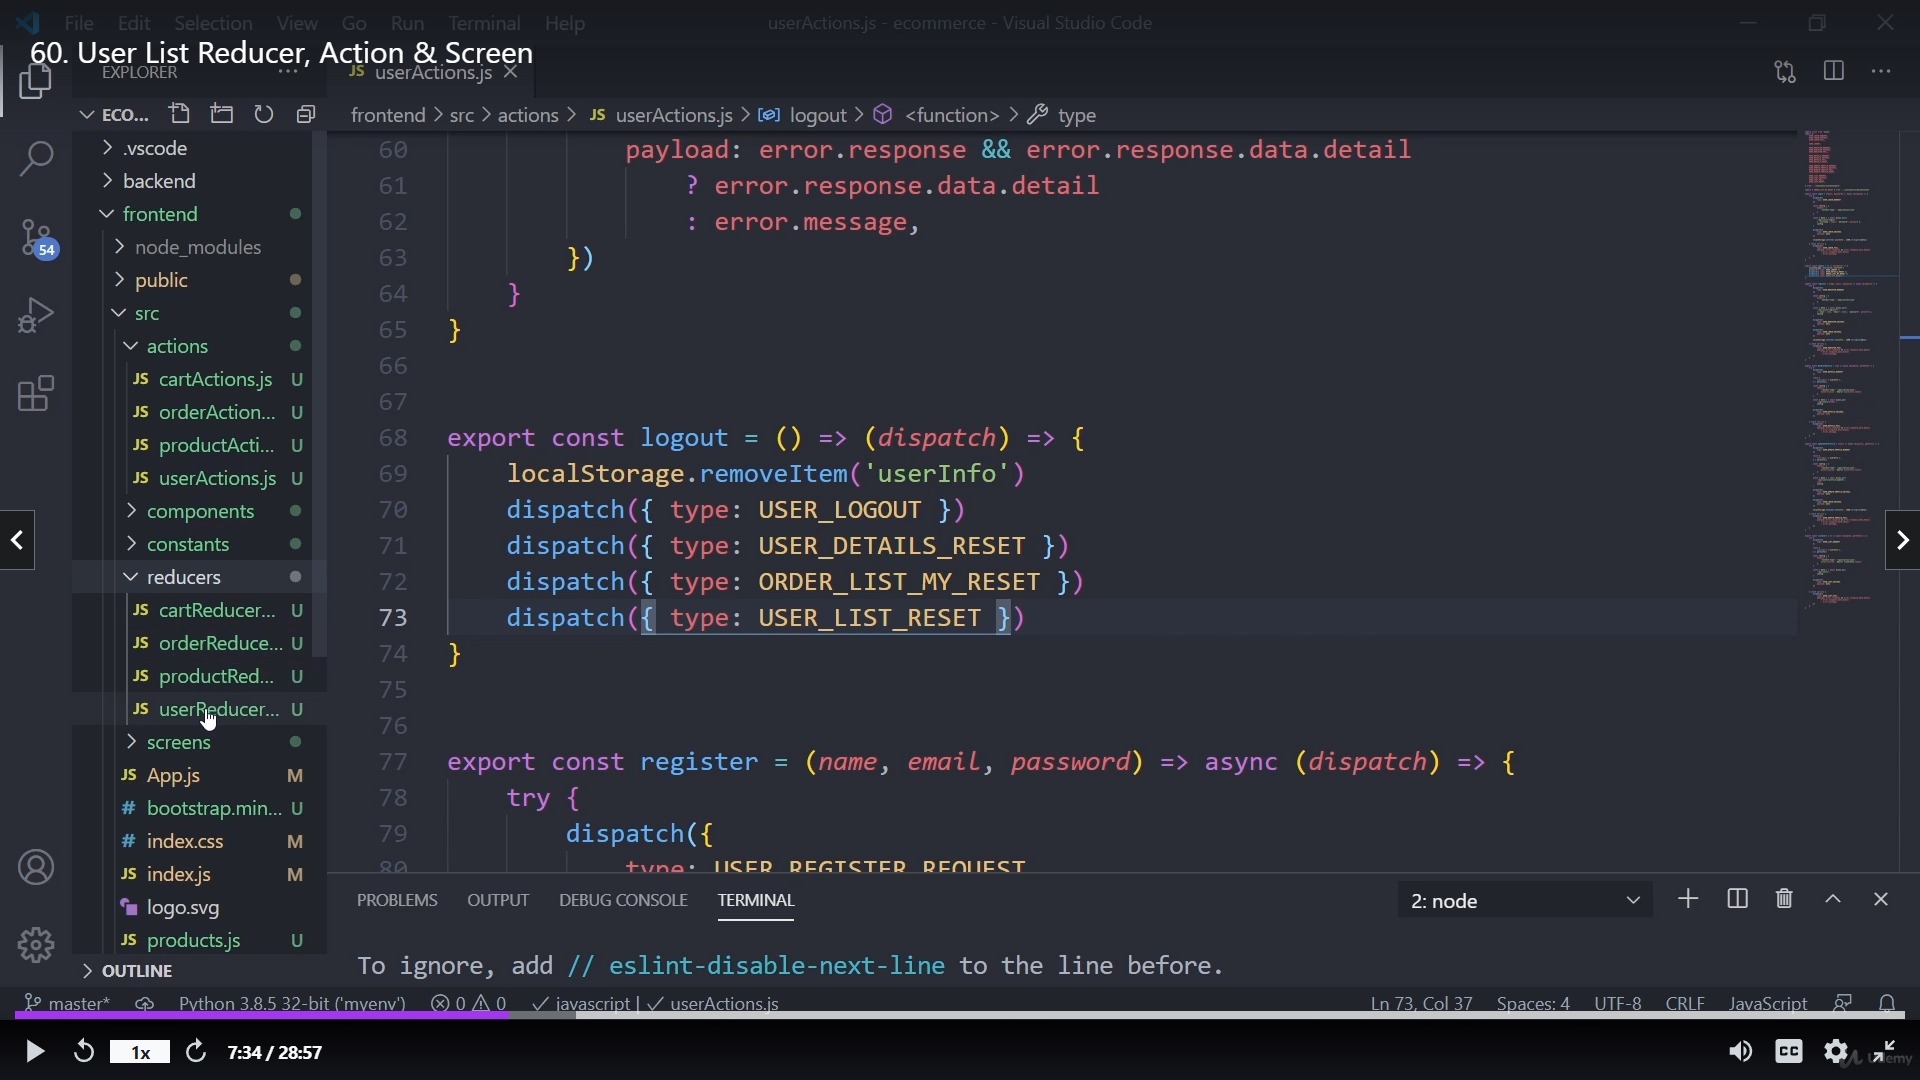 File Edit Selection View Go Run Terminal Help
userActions.js - ecommerce - Visual Studio Code
60. User List Reducer, Action & Screen
EXPLORER
JS userActions.js
ECO...
frontend > src > actions > JS userActions.js > logout > <function> > type
.vscode
backend
frontend
node_modules
public
src
actions
JS cartActions.js U
JS orderAction... U
JS productActi... U
JS userActions.js U
components
constants
reducers
JS cartReducer... U
JS orderReduce... U
JS productRed... U
JS userReducer... U
screens
JS App.js M
# bootstrap.min... U
# index.css M
JS index.js M
logo.svg
JS products.js U
OUTLINE
54
60 payload: error.response && error.response.data.detail
61 ? error.response.data.detail
62 : error.message,
63 })
64 }
65 }
66
67
68 export const logout = () => (dispatch) => {
69 localStorage.removeItem('userInfo')
70 dispatch({ type: USER_LOGOUT })
71 dispatch({ type: USER_DETAILS_RESET })
72 dispatch({ type: ORDER_LIST_MY_RESET })
73 dispatch({ type: USER_LIST_RESET })
74 }
75
76
77 export const register = (name, email, password) => async (dispatch) => {
78 try {
79 dispatch({
80 type: USER_REGISTER_REQUEST
PROBLEMS OUTPUT DEBUG CONSOLE TERMINAL
2: node
To ignore, add // eslint-disable-next-line to the line before.
master* Python 3.8.5 32-bit ('myenv') 0 0 javascript | userActions.js
Ln 73, Col 37 Spaces: 4 UTF-8 CRLF JavaScript
1x 7:34 / 28:57
CC
Udemy